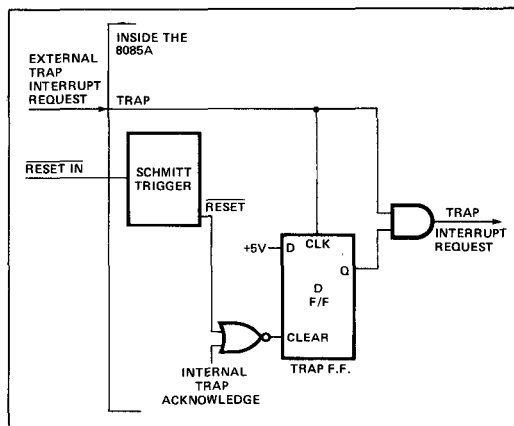 INSIDE THE
8085A
EXTERNAL
TRAP
INTERRUPT
REQUEST
TRAP
RESET IN
SCHMITT
TRIGGER
RESET
+5V
D
CLK
Q
D
F/F
CLEAR
TRAP F.F.
INTERNAL
TRAP
ACKNOWLEDGE
TRAP
INTERRUPT
REQUEST